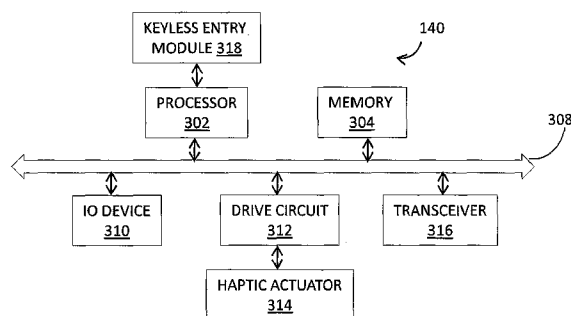 KEYLESS ENTRY
MODULE 318
140
PROCESSOR
302
MEMORY
304
308
IO DEVICE
310
DRIVE CIRCUIT
312
TRANSCEIVER
316
HAPTIC ACTUATOR
314